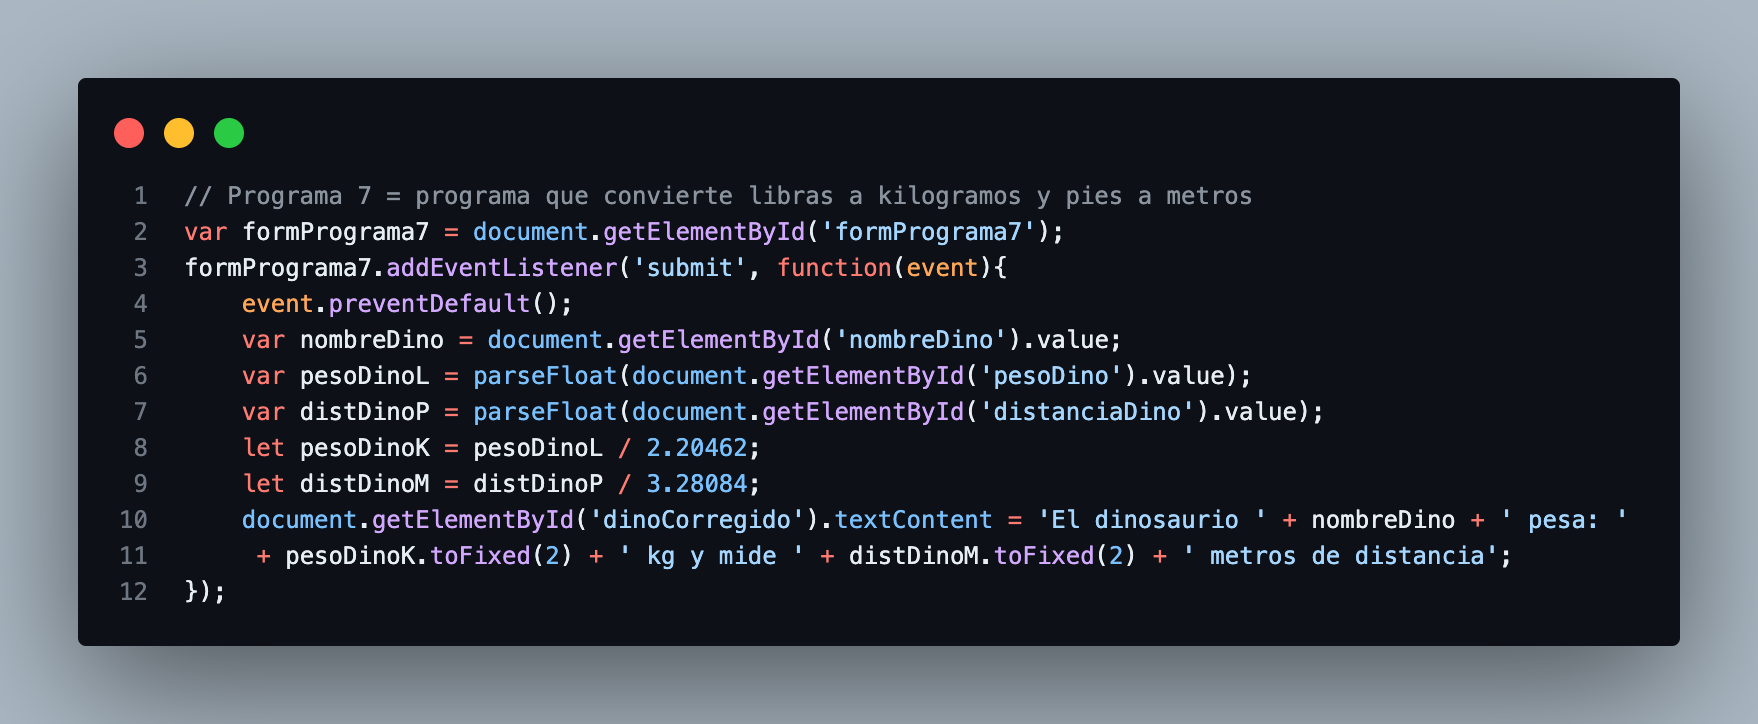 1 // Programa 7 = programa que convierte libras a kilogramos y pies a metros
2 var formPrograma7 = document.getElementById('formPrograma7');
3 formPrograma7.addEventListener('submit', function(event){
4     event.preventDefault();
5     var nombreDino = document.getElementById('nombreDino').value;
6     var pesoDinoL = parseFloat(document.getElementById('pesoDino').value);
7     var distDinoP = parseFloat(document.getElementById('distanciaDino').value);
8     let pesoDinoK = pesoDinoL / 2.20462;
9     let distDinoM = distDinoP / 3.28084;
10     document.getElementById('dinoCorregido').textContent = 'El dinosaurio ' + nombreDino + ' pesa: '
11      + pesoDinoK.toFixed(2) + ' kg y mide ' + distDinoM.toFixed(2) + ' metros de distancia';
12 });